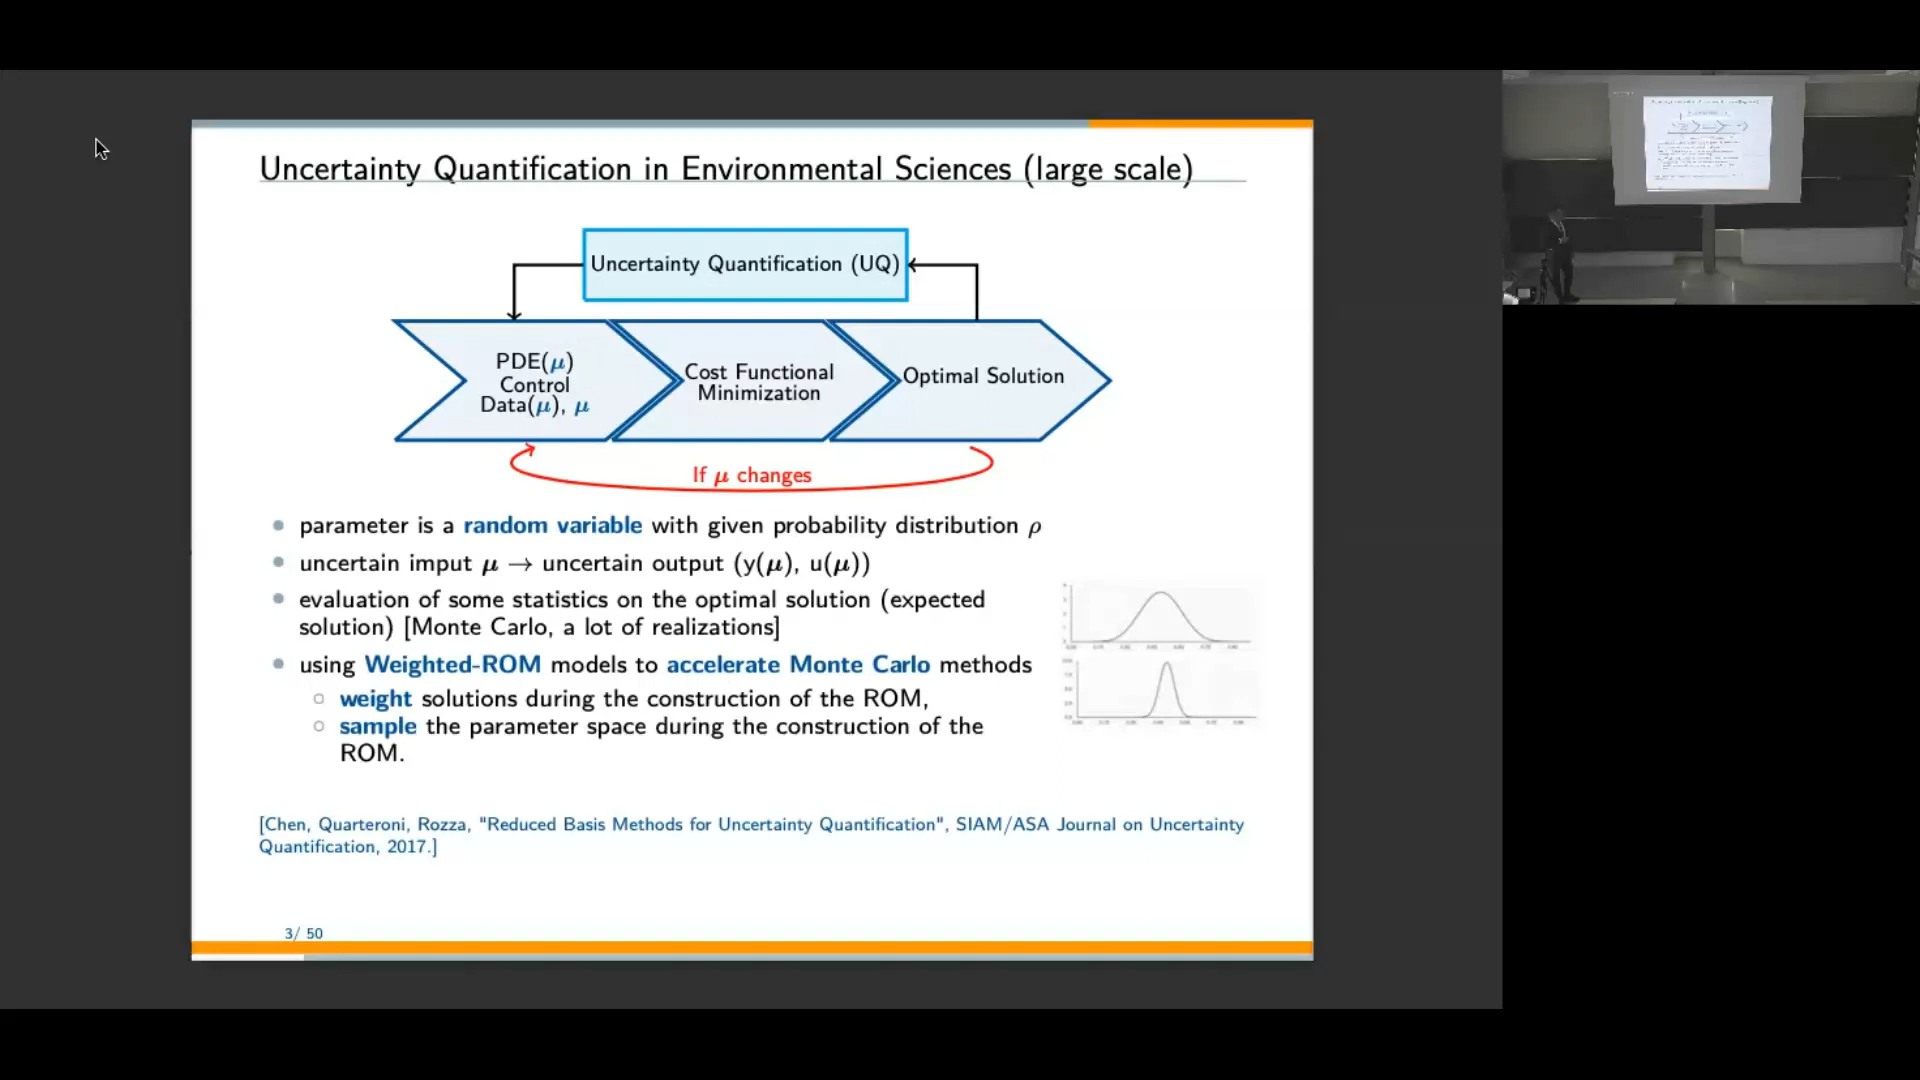 Uncertainty Quantification in Environmental Sciences (large scale)
Uncertainty Quantification (UQ)
PDE(μ)
Control
Data(μ), μ
Cost Functional
Minimization
Optimal Solution
If μ changes
parameter is a random variable with given probability distribution ρ
uncertain imput μ → uncertain output (y(μ), u(μ))
evaluation of some statistics on the optimal solution (expected
solution) [Monte Carlo, a lot of realizations]
using Weighted-ROM models to accelerate Monte Carlo methods
weight solutions during the construction of the ROM,
sample the parameter space during the construction of the
ROM.
[Chen, Quarteroni, Rozza, "Reduced Basis Methods for Uncertainty Quantification", SIAM/ASA Journal on Uncertainty
Quantification, 2017.]
3/ 50